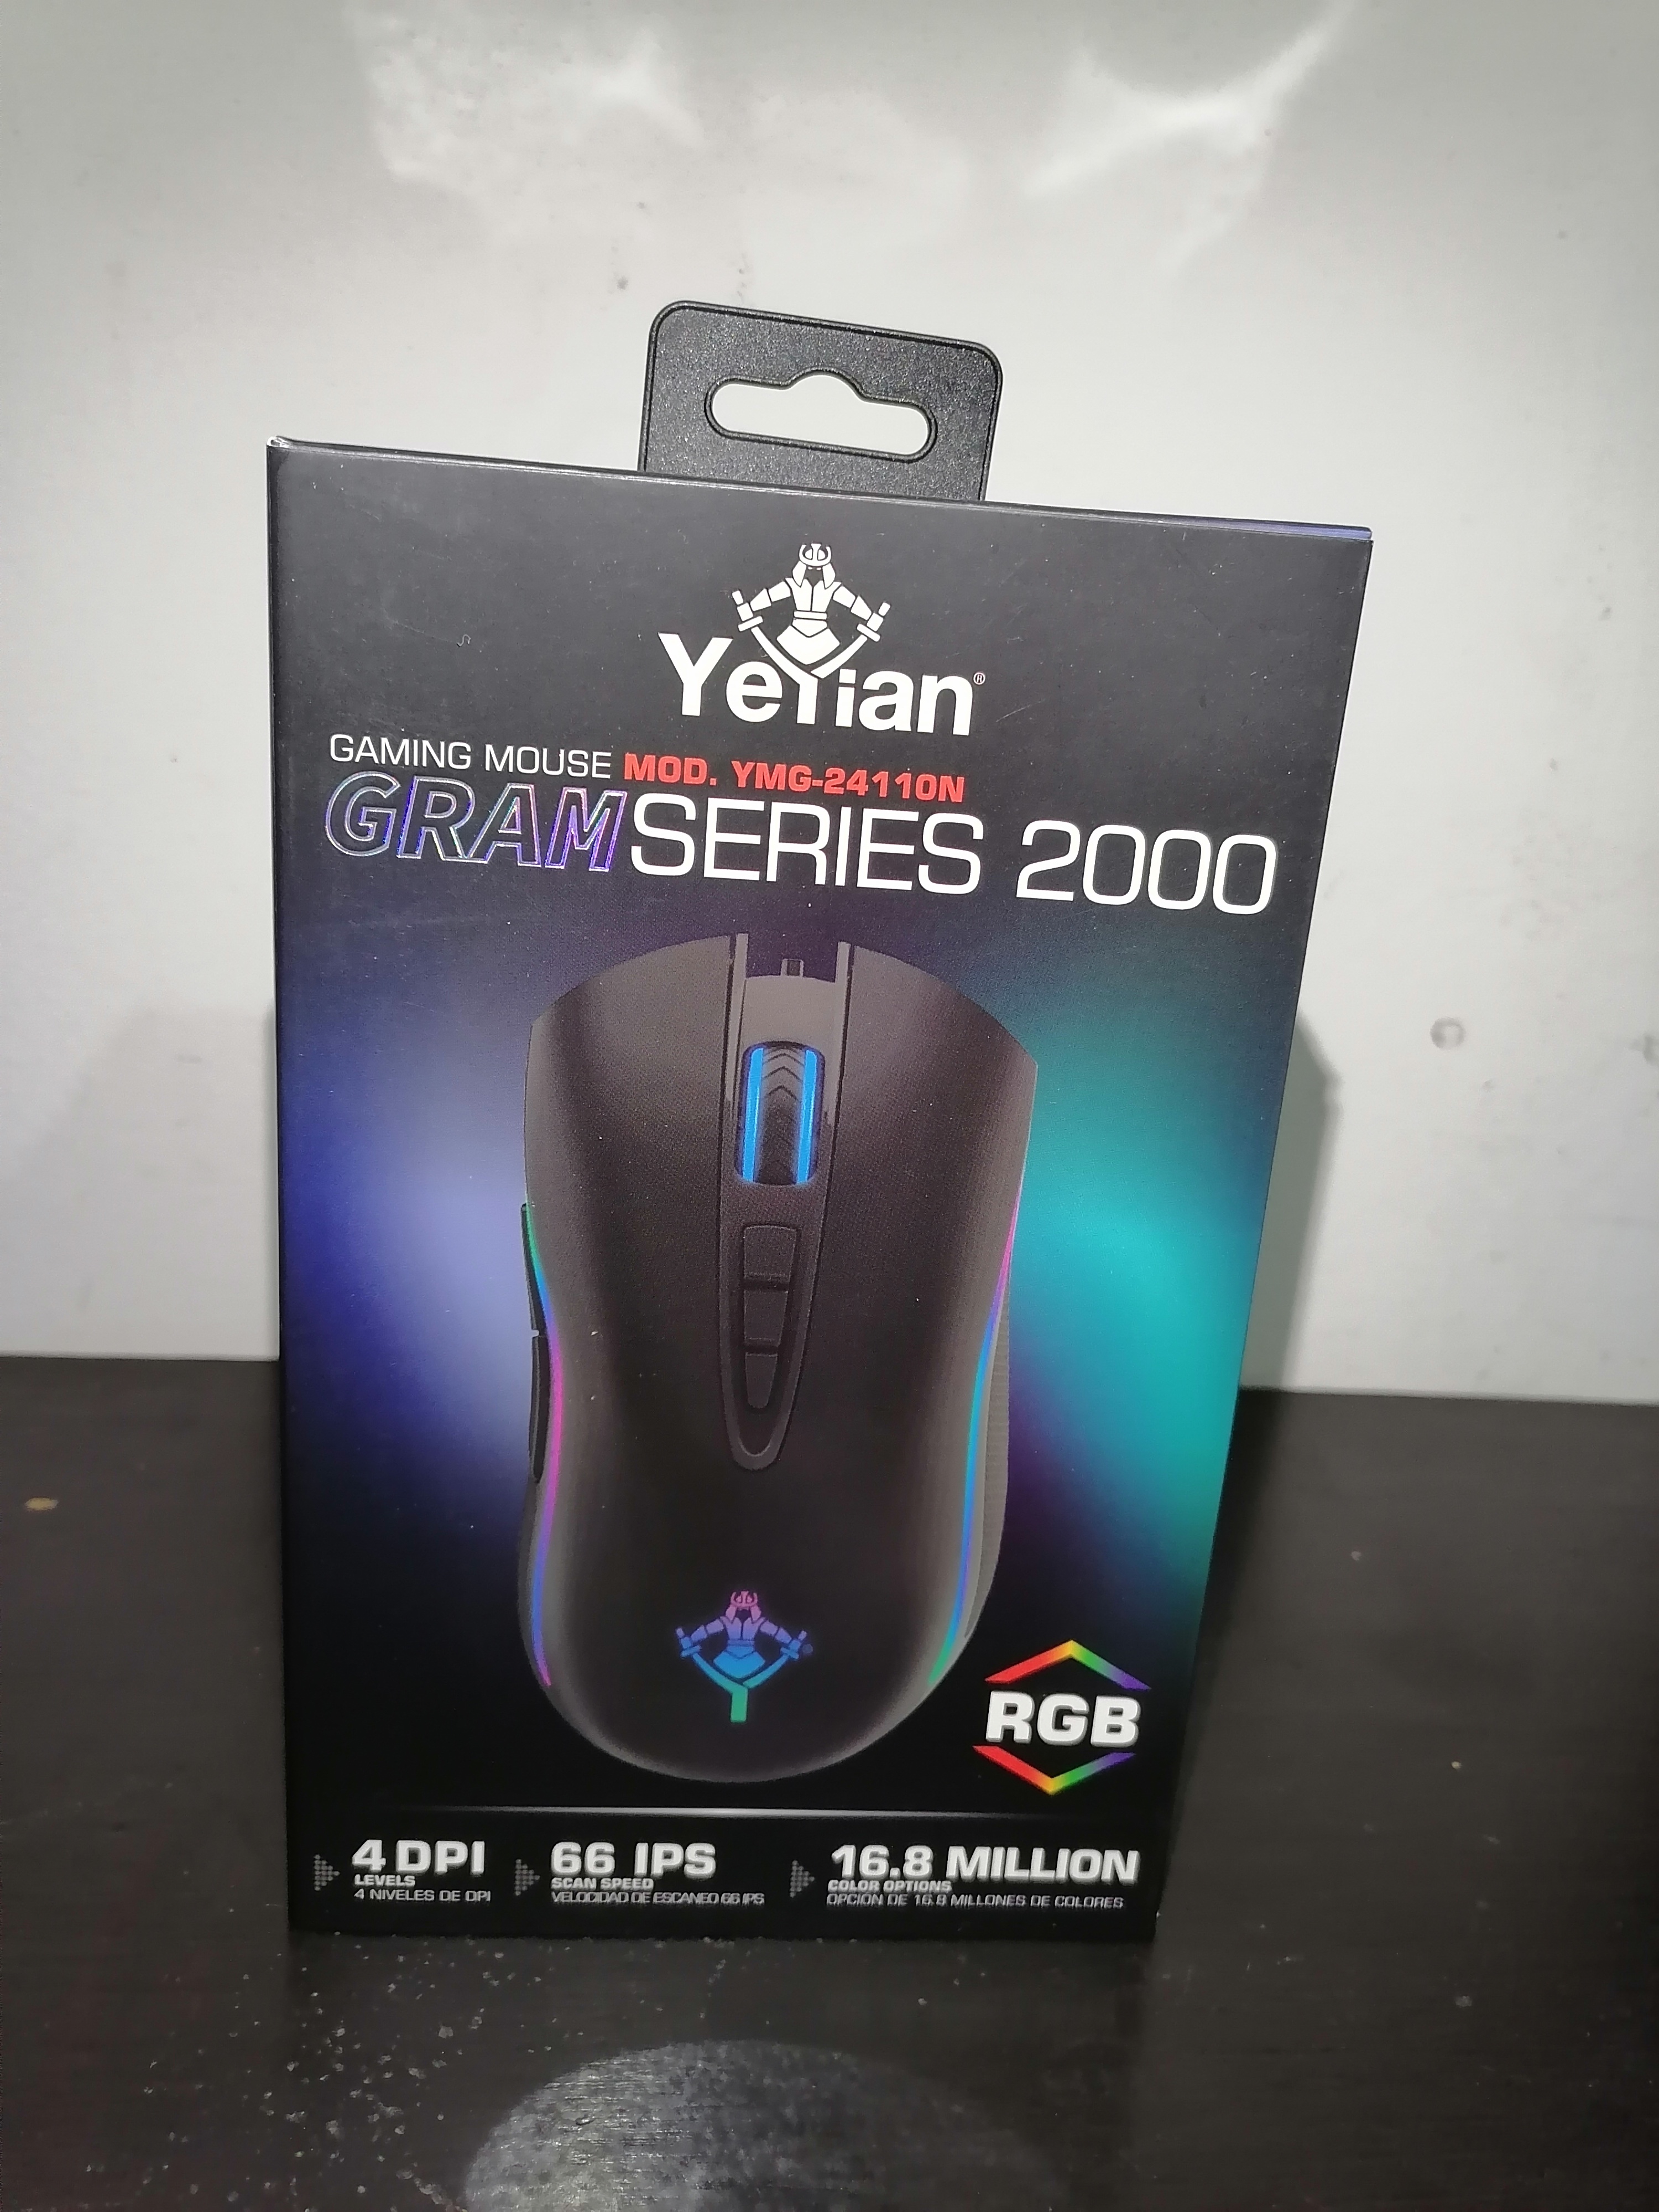 YeYian®
GAMING MOUSE MOD. YMG-24110N
GRAM SERIES 2000
RGB
4 DPI
LEVELS
4 NIVELES DE DPI
66 IPS
SCAN SPEED
VELOCIDAD DE ESCANEO 66 IPS
16.8 MILLION
COLOR OPTIONS
OPCIÓN DE 16.8 MILLONES DE COLORES